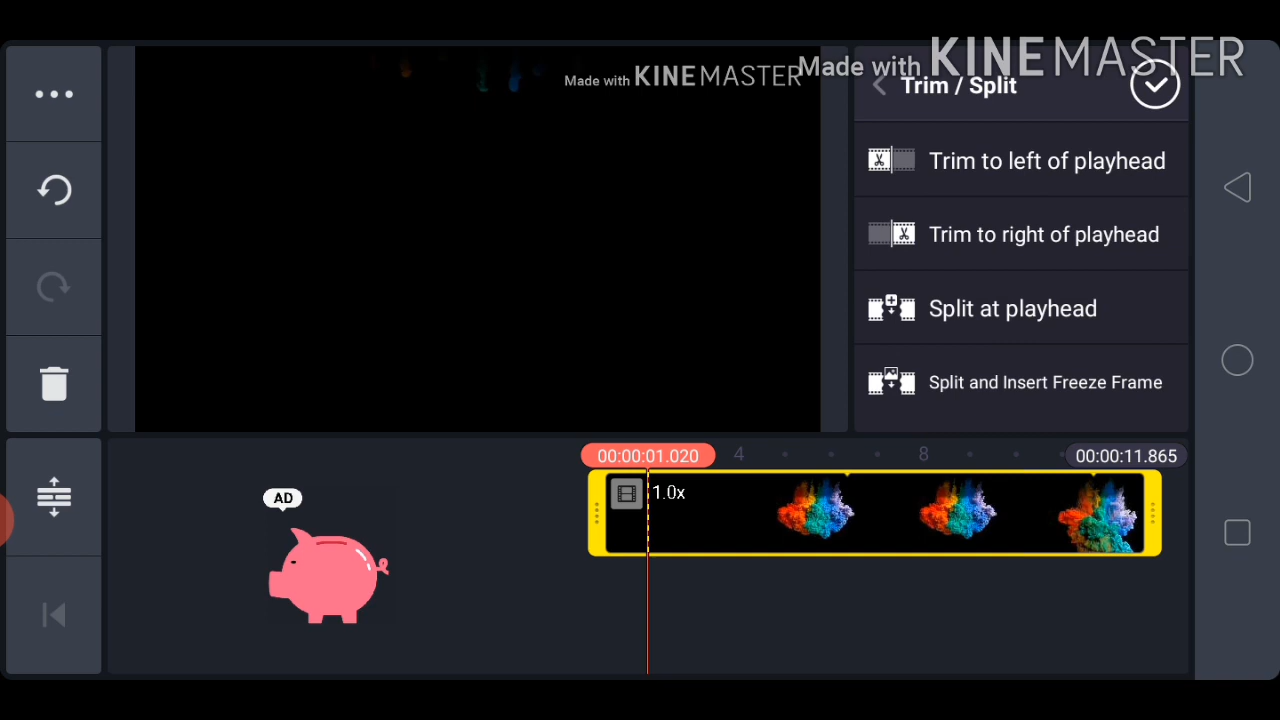 Made with KINEMASTER
Made with KINEMASTER
Trim / Split
Trim to left of playhead
Trim to right of playhead
Split at playhead
Split and Insert Freeze Frame
00:00:01.020
4
8
00:00:11.865
1.0x
AD